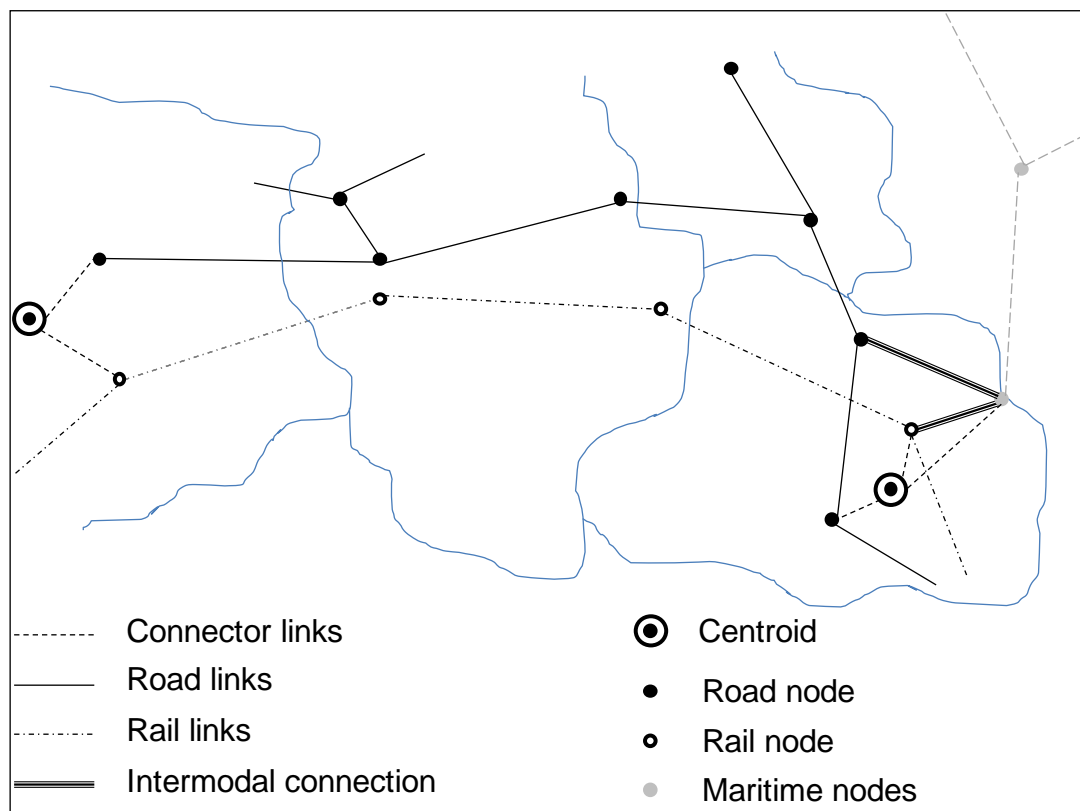 Connector links
Road links
Rail links
Intermodal connection
Centroid
Road node
Rail node
Maritime nodes